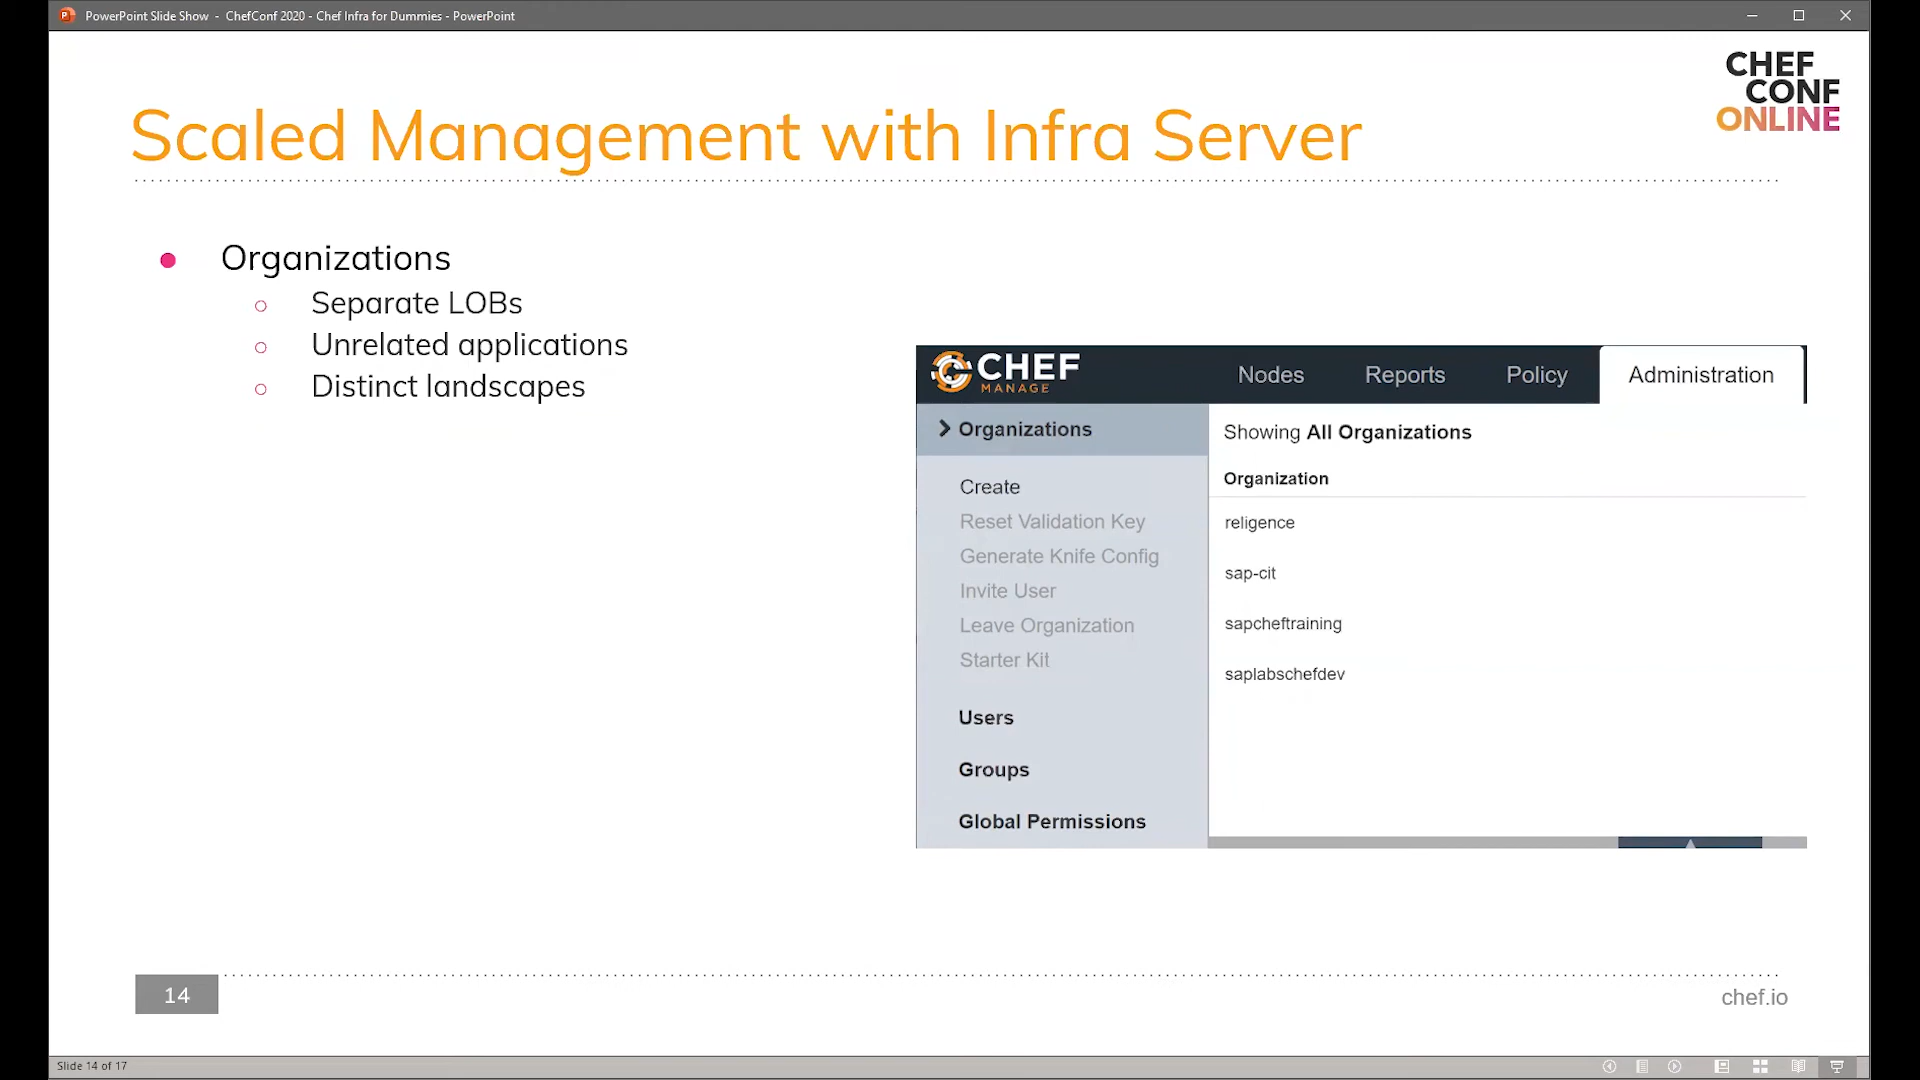 PowerPoint Slide Show - ChefConf 2020 - Chef Infra for Dummies - PowerPoint
CHEF
CONF
ONLINE
Scaled Management with Infra Server
Organizations
Separate LOBs
Unrelated applications
Distinct landscapes
CHEF
MANAGE
Nodes Reports Policy Administration
Organizations
Create
Reset Validation Key
Generate Knife Config
Invite User
Leave Organization
Starter Kit
Users
Groups
Global Permissions
Showing All Organizations
Organization
religence
sap-cit
sapcheftraining
saplabschefdev
14
chef.io
Slide 14 of 17